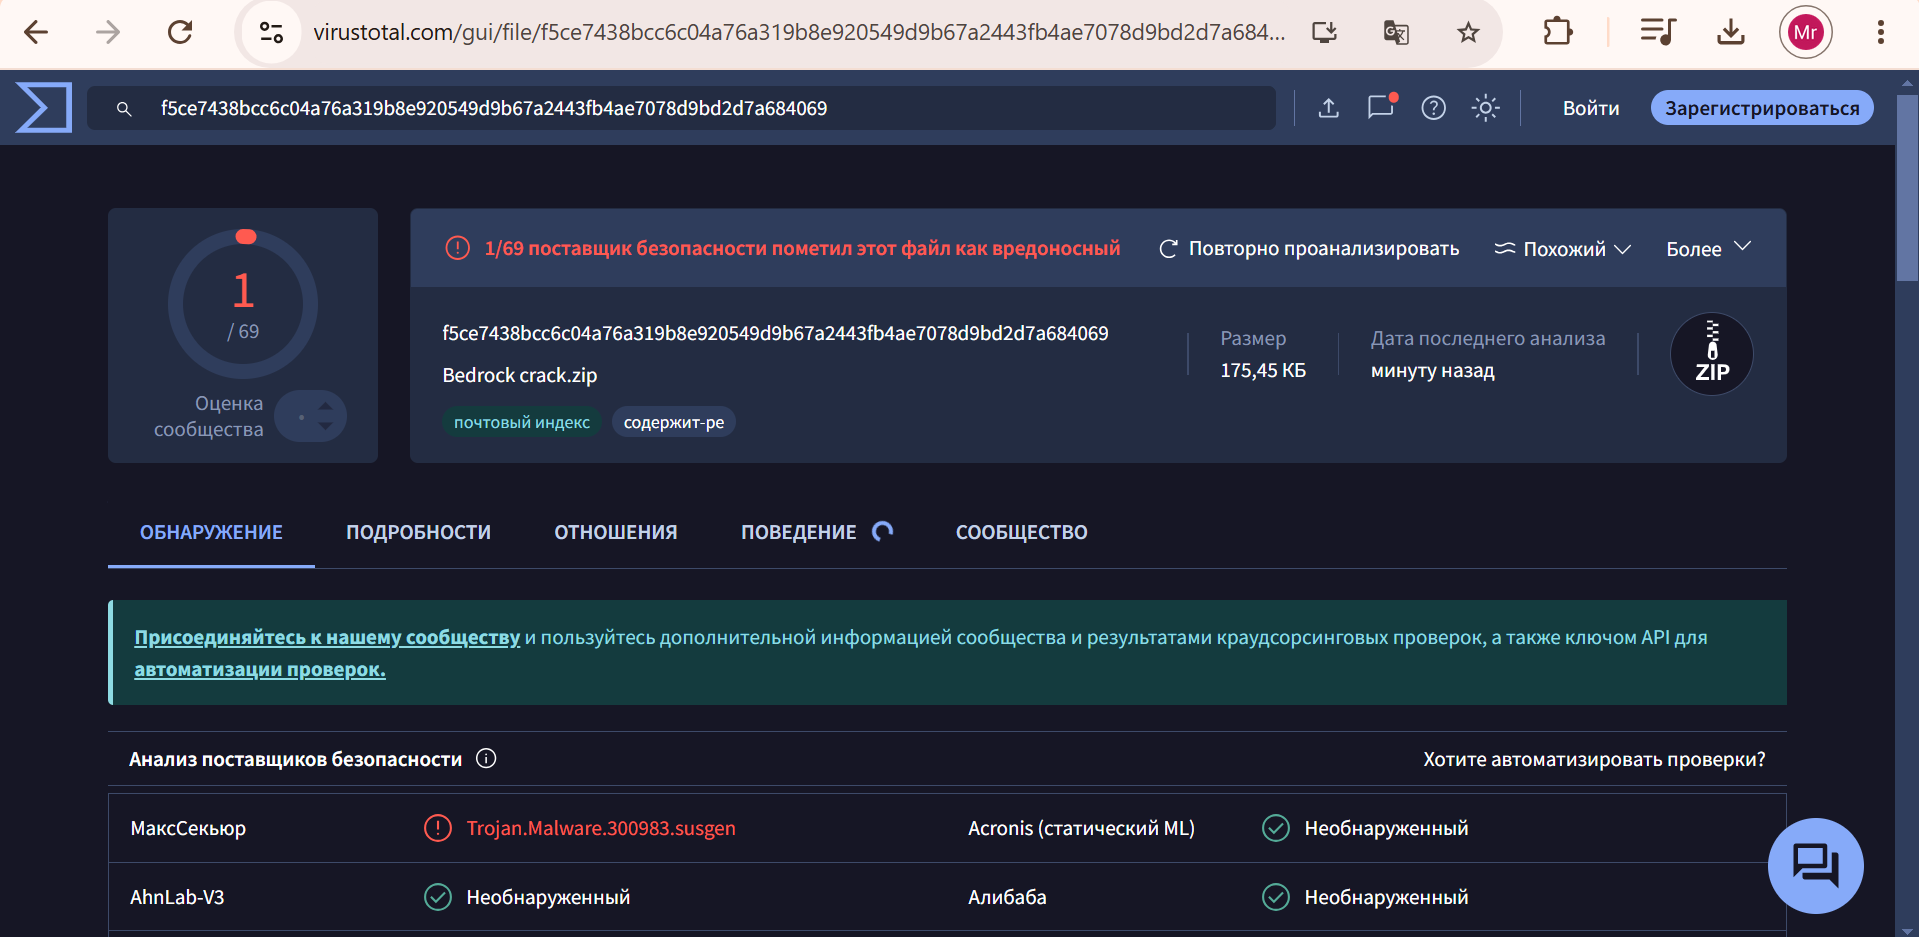 virustotal.com/gui/file/f5ce7438bcc6c04a76a319b8e920549d9b67a2443fb4ae7078d9bd2d7a684...
Mr
f5ce7438bcc6c04a76a319b8e920549d9b67a2443fb4ae7078d9bd2d7a684069
Войти
Зарегистрироваться
1
/ 69
Оценка
сообщества
1/69 поставщик безопасности пометил этот файл как вредоносный
Повторно проанализировать
Похожий
Более
f5ce7438bcc6c04a76a319b8e920549d9b67a2443fb4ae7078d9bd2d7a684069
Bedrock crack.zip
почтовый индекс
содержит-ре
Размер
175,45 КБ
Дата последнего анализа
минуту назад
ZIP
ОБНАРУЖЕНИЕ
ПОДРОБНОСТИ
ОТНОШЕНИЯ
ПОВЕДЕНИЕ
СООБЩЕСТВО
Присоединяйтесь к нашему сообществу и пользуйтесь дополнительной информацией сообщества и результатами краудсорсинговых проверок, а также ключом API для
автоматизации проверок.
Анализ поставщиков безопасности
Хотите автоматизировать проверки?
МаксСекьюр
Trojan.Malware.300983.susgen
Acronis (статический ML)
Необнаруженный
AhnLab-V3
Необнаруженный
Алибаба
Необнаруженный